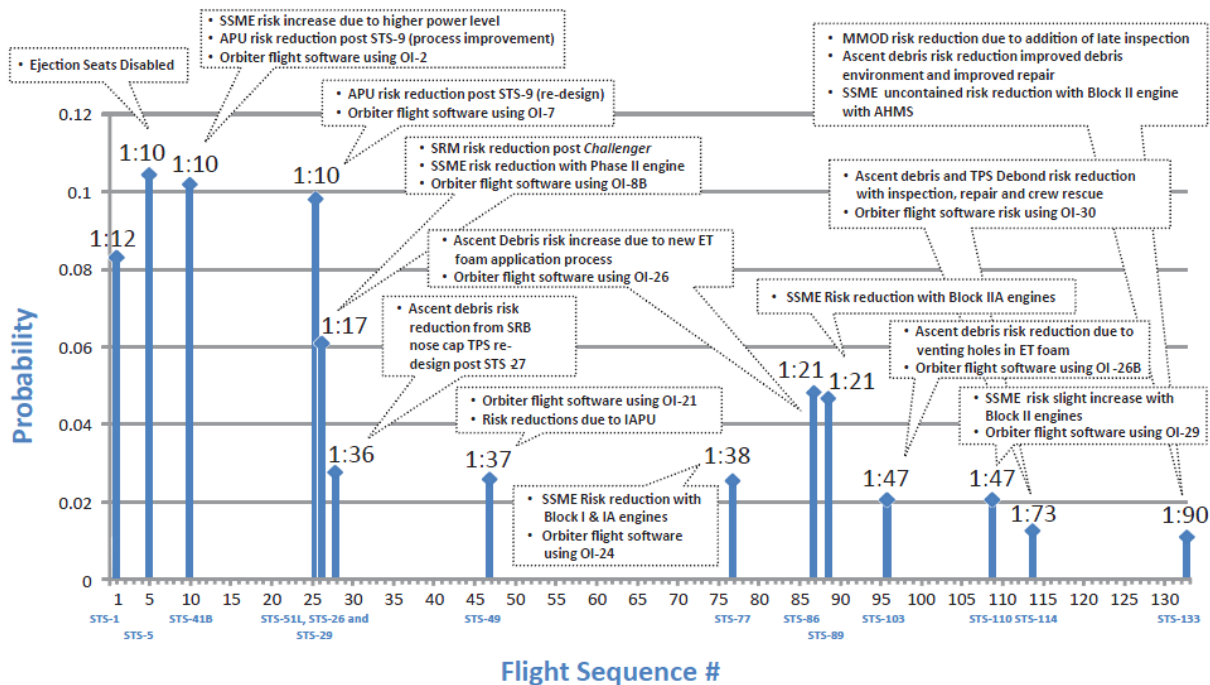 • SSME risk increase due to higher power level
• APU risk reduction post STS-9 (process improvement)
• Orbiter flight software using OI-2
• Ejection Seats Disabled
• APU risk reduction post STS-9 (re-design)
• Orbiter flight software using OI-7
• SRM risk reduction post Challenger
• SSME risk reduction with Phase II engine
• Orbiter flight software using OI-8B
• MMOD risk reduction due to addition of late inspection
• Ascent debris risk reduction improved debris
environment and improved repair
• SSME uncontained risk reduction with Block II engine
with AHMS
• Ascent debris and TPS Debond risk reduction
with inspection, repair and crew rescue
• Orbiter flight software risk using OI-30
• Ascent Debris risk increase due to new ET
foam application process
• Orbiter flight software using OI-26
• SSME Risk reduction with Block IIA engines
• Ascent debris risk
reduction from SRB
nose cap TPS re-
design post STS-27
• Ascent debris risk reduction due to
venting holes in ET foam
• Orbiter flight software using OI-26B
• Orbiter flight software using OI-21
• Risk reductions due to IAPU
• SSME risk slight increase with
Block II engines
• Orbiter flight software using OI-29
• SSME Risk reduction with
Block I & IA engines
• Orbiter flight software
using OI-24
Probability
0.12
0.1
0.08
0.06
0.04
0.02
0
1:12
1:10
1:10
1:10
1:17
1:36
1:37
1:38
1:21
1:21
1:47
1:47
1:73
1:90
1 5 10 15 20 25 30 35 40 45 50 55 60 65 70 75 80 85 90 95 100 105 110 115 120 125 130
STS-1
STS-5
STS-41B
STS-51L, STS-26 and
STS-29
STS-49
STS-77
STS-86
STS-89
STS-103
STS-110
STS-114
STS-133
Flight Sequence #